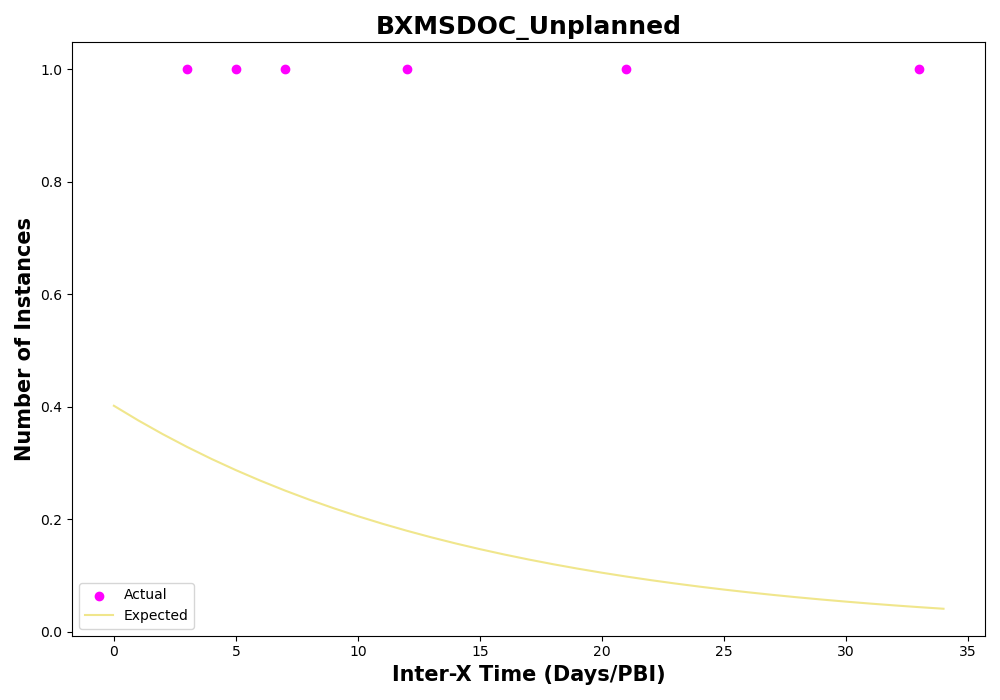 BXMSDOC_Unplanned
Number of Instances
1.0
0.8
0.6
0.4
0.2
0.0
Actual
Expected
0 5 10 15 20 25 30 35
Inter-X Time (Days/PBI)